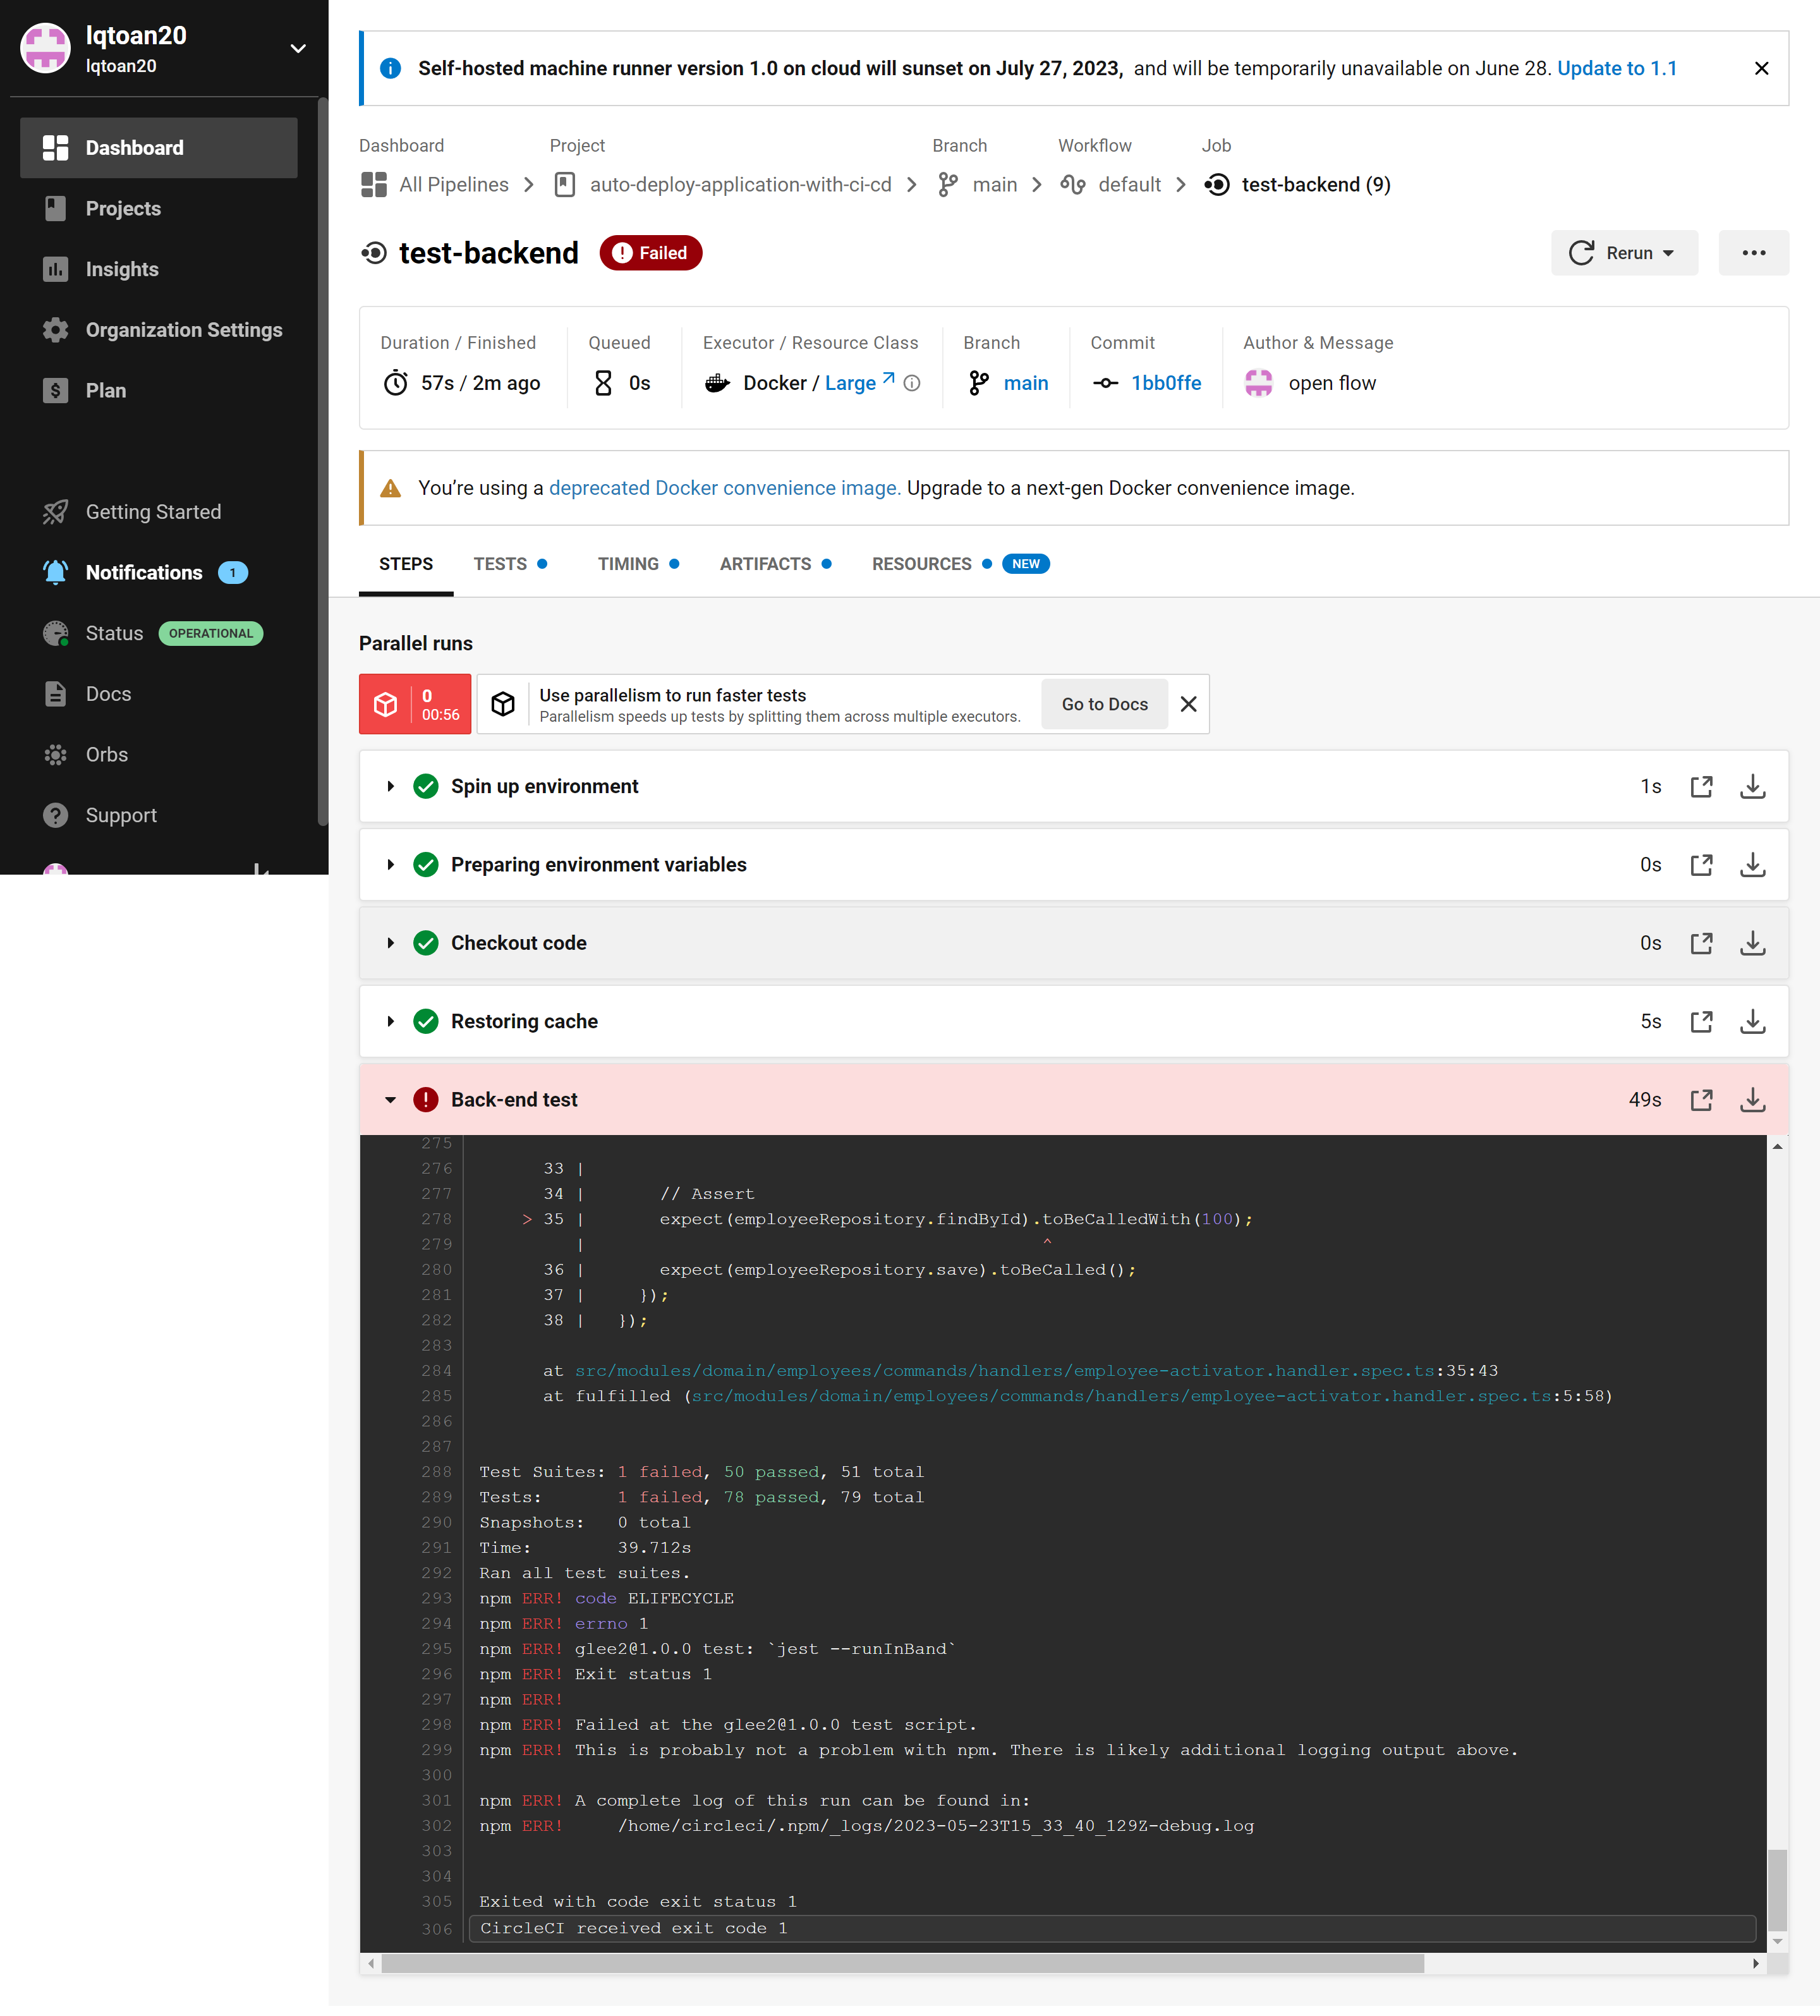 lqtoan20
lqtoan20
Dashboard
Projects
Insights
Organization Settings
Plan
Getting Started
Notifications 1
Status OPERATIONAL
Docs
Orbs
Support
Self-hosted machine runner version 1.0 on cloud will sunset on July 27, 2023, and will be temporarily unavailable on June 28. Update to 1.1
Dashboard Project Branch Workflow Job
All Pipelines auto-deploy-application-with-ci-cd main default test-backend (9)
test-backend Failed Rerun
Duration / Finished Queued Executor / Resource Class Branch Commit Author & Message
57s / 2m ago 0s Docker / Large main 1bb0ffe open flow
You’re using a deprecated Docker convenience image. Upgrade to a next-gen Docker convenience image.
STEPS TESTS TIMING ARTIFACTS RESOURCES NEW
Parallel runs
0
00:56
Use parallelism to run faster tests
Parallelism speeds up tests by splitting them across multiple executors.
Go to Docs
Spin up environment 1s
Preparing environment variables 0s
Checkout code 0s
Restoring cache 5s
Back-end test 49s
275
276 33 |
277 34 | // Assert
278 > 35 | expect(employeeRepository.findById).toBeCalledWith(100);
279 | ^
280 36 | expect(employeeRepository.save).toBeCalled();
281 37 | });
282 38 | });
283
284 at src/modules/domain/employees/commands/handlers/employee-activator.handler.spec.ts:35:43
285 at fulfilled (src/modules/domain/employees/commands/handlers/employee-activator.handler.spec.ts:5:58)
286
287
288 Test Suites: 1 failed, 50 passed, 51 total
289 Tests: 1 failed, 78 passed, 79 total
290 Snapshots: 0 total
291 Time: 39.712s
292 Ran all test suites.
293 npm ERR! code ELIFECYCLE
294 npm ERR! errno 1
295 npm ERR! glee2@1.0.0 test: `jest --runInBand`
296 npm ERR! Exit status 1
297 npm ERR!
298 npm ERR! Failed at the glee2@1.0.0 test script.
299 npm ERR! This is probably not a problem with npm. There is likely additional logging output above.
300
301 npm ERR! A complete log of this run can be found in:
302 npm ERR! /home/circleci/.npm/_logs/2023-05-23T15_33_40_129Z-debug.log
303
304
305 Exited with code exit status 1
306 CircleCI received exit code 1